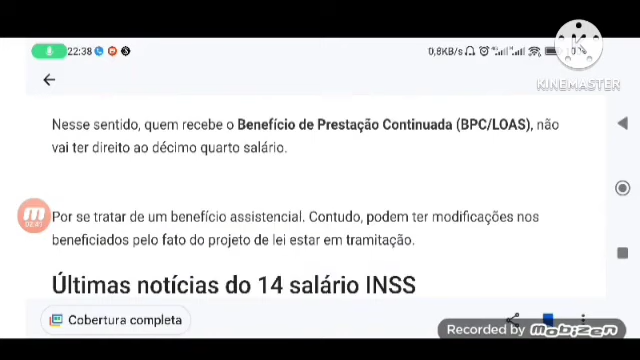 22:38
0,8KB/s
KINEMASTER
Nesse sentido, quem recebe o Benefício de Prestação Continuada (BPC/LOAS), não
vai ter direito ao décimo quarto salário.
Por se tratar de um benefício assistencial. Contudo, podem ter modificações nos
beneficiados pelo fato do projeto de lei estar em tramitação.
Últimas notícias do 14 salário INSS
Cobertura completa
Recorded by mobizen